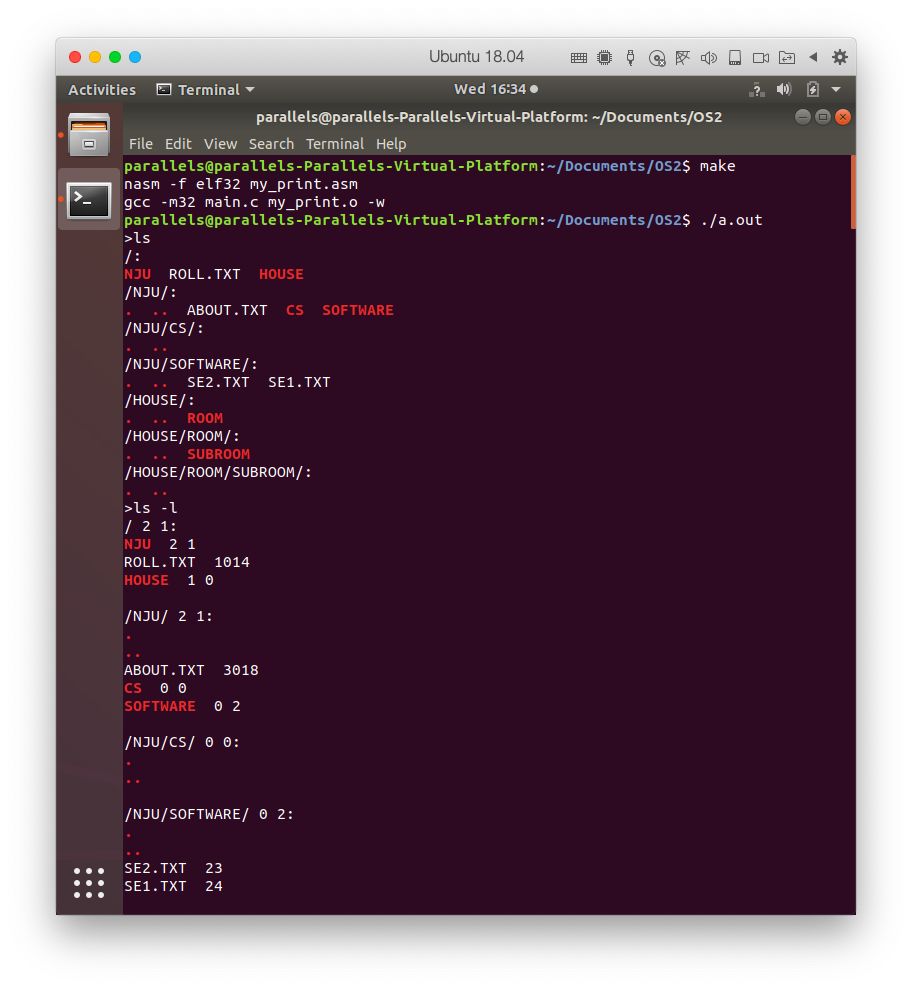 Ubuntu 18.04
Activities Terminal Wed 16:34
parallels@parallels-Parallels-Virtual-Platform: ~/Documents/OS2
File Edit View Search Terminal Help
parallels@parallels-Parallels-Virtual-Platform:~/Documents/OS2$ make
nasm -f elf32 my_print.asm
gcc -m32 main.c my_print.o -w
parallels@parallels-Parallels-Virtual-Platform:~/Documents/OS2$ ./a.out
>ls
/:
NJU  ROLL.TXT  HOUSE
/NJU/:
.  ..  ABOUT.TXT  CS  SOFTWARE
/NJU/CS/:
.  ..
/NJU/SOFTWARE/:
.  ..  SE2.TXT  SE1.TXT
/HOUSE/:
.  ..  ROOM
/HOUSE/ROOM/:
.  ..  SUBROOM
/HOUSE/ROOM/SUBROOM/:
.  ..
>ls -l
/ 2 1:
NJU  2 1
ROLL.TXT  1014
HOUSE  1 0
/NJU/ 2 1:
.
..
ABOUT.TXT  3018
CS  0 0
SOFTWARE  0 2
/NJU/CS/ 0 0:
.
..
/NJU/SOFTWARE/ 0 2:
.
..
SE2.TXT  23
SE1.TXT  24